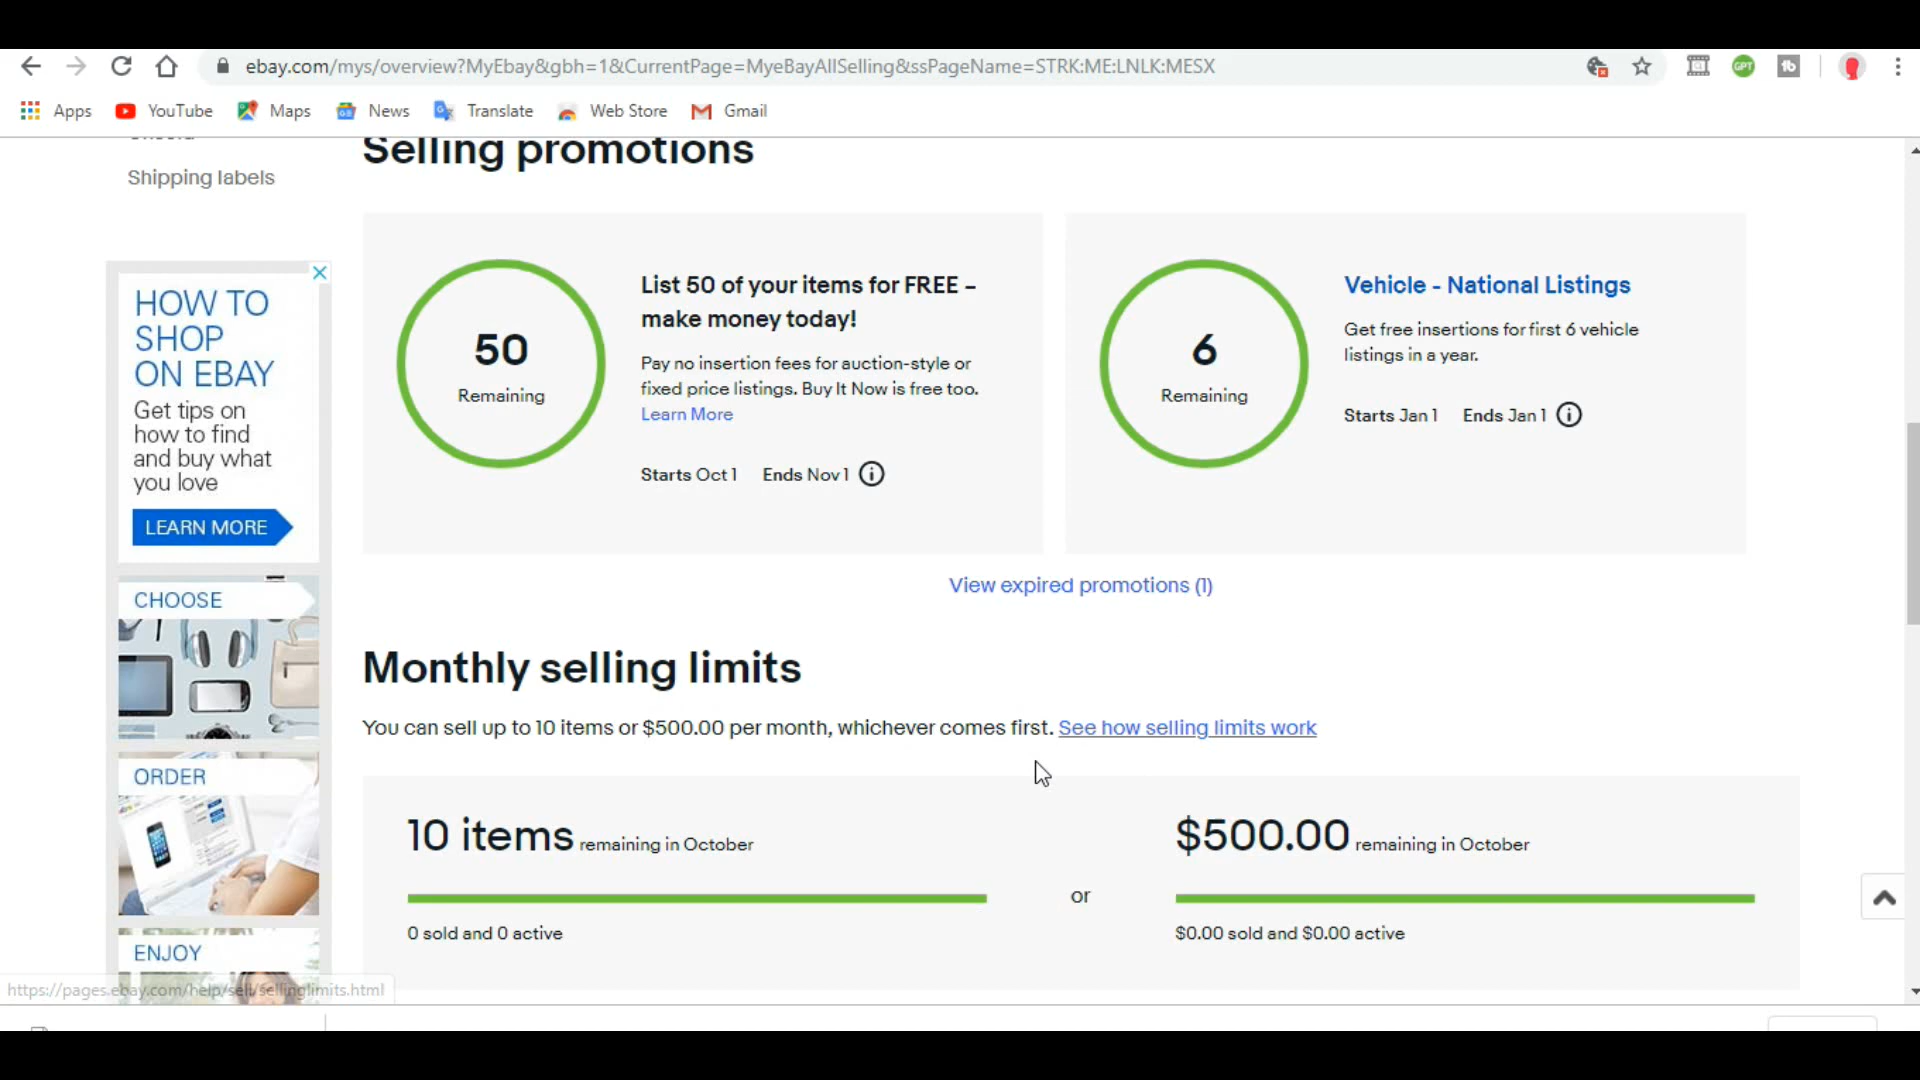 ebay.com/mys/overview?MyEbay&gbh=1&CurrentPage=MyeBayAllSelling&ssPageName=STRK:ME:LNLK:MESX
GPT
Apps YouTube Maps News Translate Web Store Gmail
Shipping labels
HOW TO
SHOP
ON EBAY
Get tips on
how to find
and buy what
you love
LEARN MORE
CHOOSE
ORDER
ENJOY
Selling promotions
50
Remaining
List 50 of your items for FREE –
make money today!
Pay no insertion fees for auction-style or
fixed price listings. Buy It Now is free too.
Learn More
Starts Oct 1 Ends Nov 1
6
Remaining
Vehicle - National Listings
Get free insertions for first 6 vehicle
listings in a year.
Starts Jan 1 Ends Jan 1
View expired promotions (1)
Monthly selling limits
You can sell up to 10 items or $500.00 per month, whichever comes first. See how selling limits work
10 items remaining in October
0 sold and 0 active
or
$500.00 remaining in October
$0.00 sold and $0.00 active
https://pages.ebay.com/help/sell/sellinglimits.html